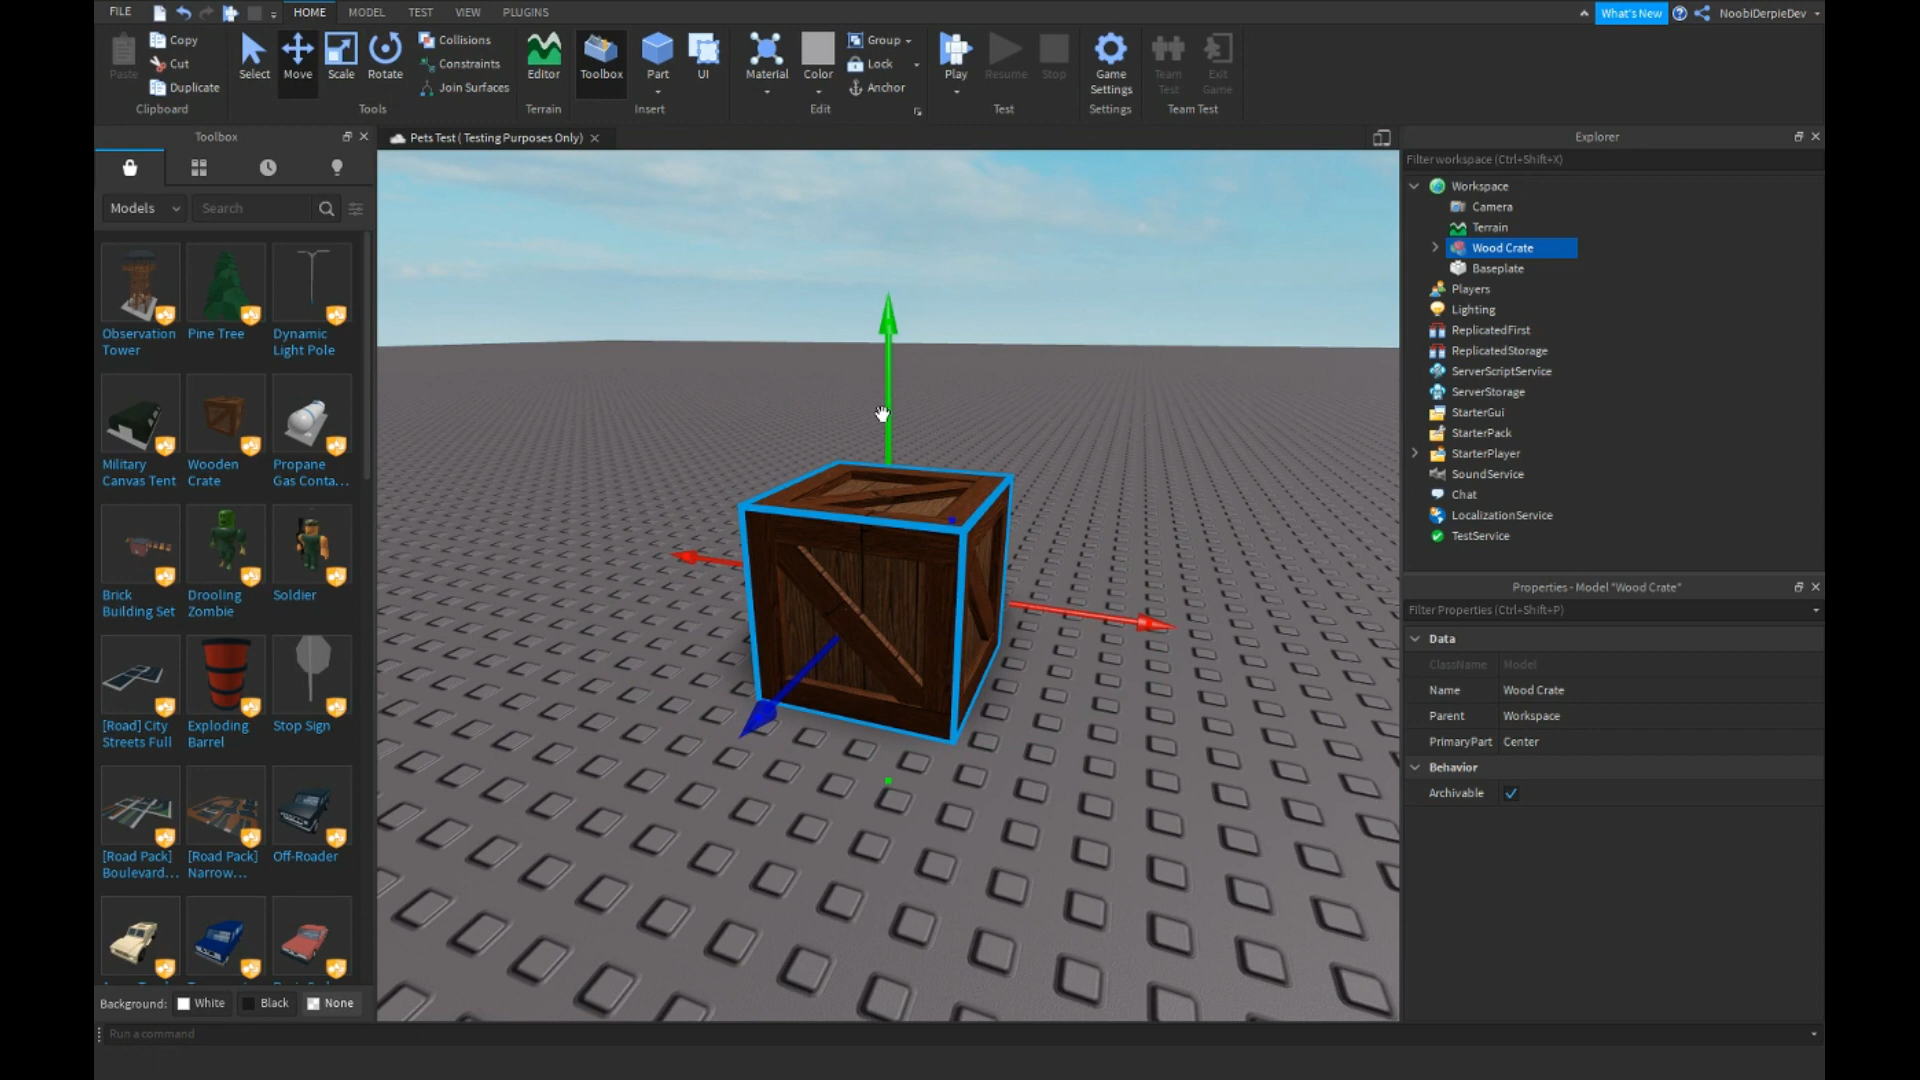 FILE
HOME
MODEL
TEST
VIEW
PLUGINS
What's New
NoobiDerpieDev
Paste
Copy
Cut
Duplicate
Clipboard
Select
Move
Scale
Rotate
Collisions
Constraints
Join Surfaces
Tools
Editor
Terrain
Toolbox
Part
UI
Insert
Material
Color
Group
Lock
Anchor
Edit
Play
Resume
Stop
Test
Game
Settings
Settings
Team
Test
Exit
Game
Team Test
Toolbox
Models
Search
Observation
Tower
Pine Tree
Dynamic
Light Pole
Military
Canvas Tent
Wooden
Crate
Propane
Gas Conta...
Brick
Building Set
Drooling
Zombie
Soldier
[Road] City
Streets Full
Exploding
Barrel
Stop Sign
[Road Pack]
Boulevard...
[Road Pack]
Narrow...
Off-Roader
Background:
White
Black
None
Run a command
Pets Test ( Testing Purposes Only)
Explorer
Filter workspace (Ctrl+Shift+X)
Workspace
Camera
Terrain
Wood Crate
Baseplate
Players
Lighting
ReplicatedFirst
ReplicatedStorage
ServerScriptService
ServerStorage
StarterGui
StarterPack
StarterPlayer
SoundService
Chat
LocalizationService
TestService
Properties - Model "Wood Crate"
Filter Properties (Ctrl+Shift+P)
Data
ClassName Model
Name Wood Crate
Parent Workspace
PrimaryPart Center
Behavior
Archivable